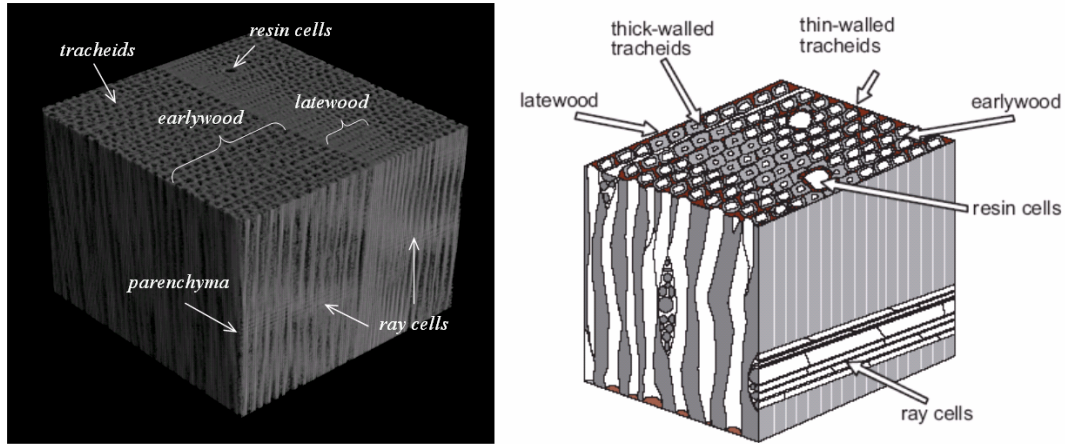 resin cells
tracheids
latewood
earlywood
parenchyma
ray cells
thick-walled
tracheids
thin-walled
tracheids
latewood
earlywood
resin cells
ray cells